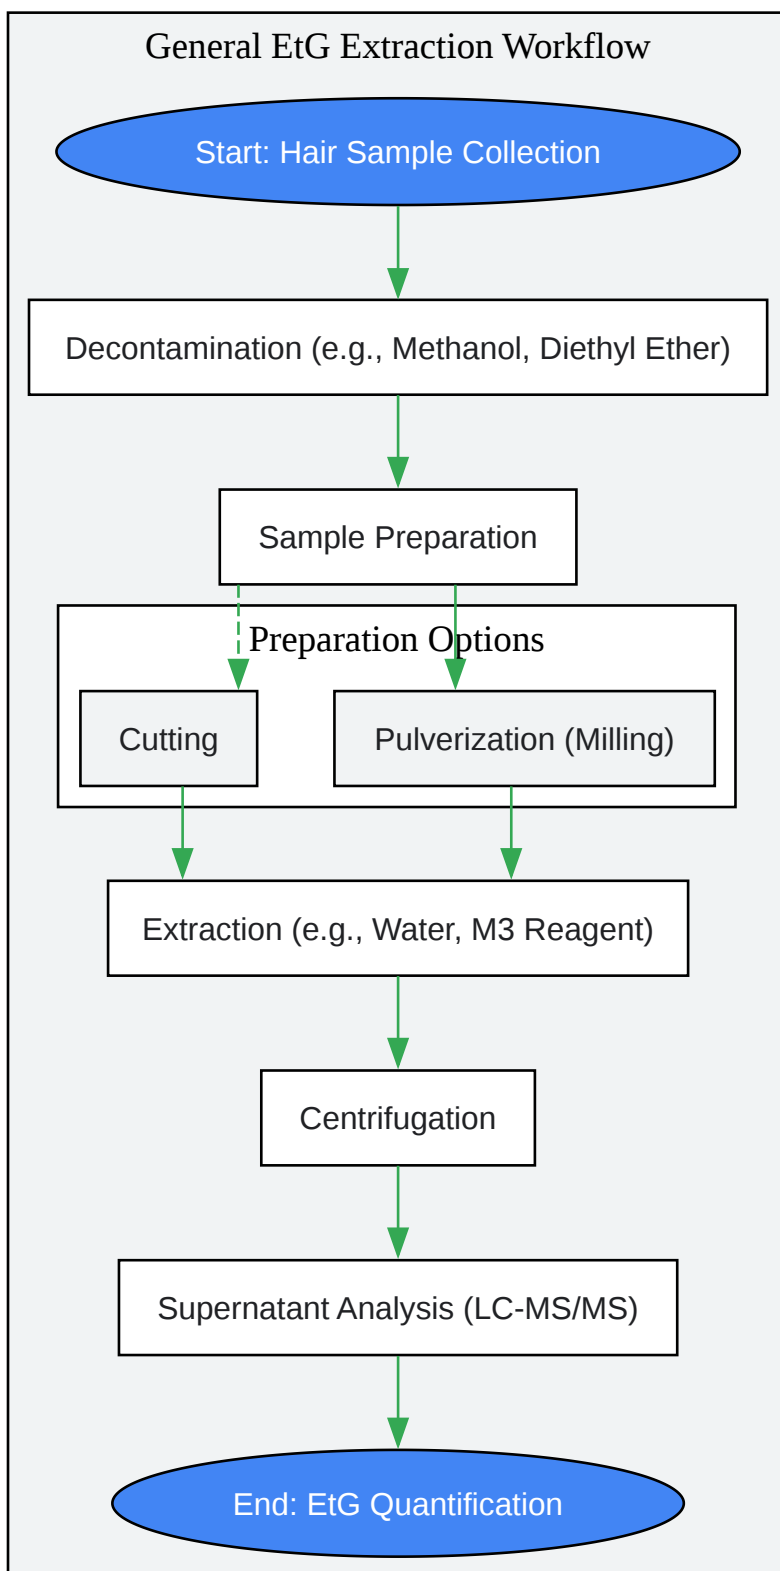 General EtG Extraction Workflow
Start: Hair Sample Collection
Decontamination (e.g., Methanol, Diethyl Ether)
Sample Preparation
Preparation Options
Cutting
Pulverization (Milling)
Extraction (e.g., Water, M3 Reagent)
Centrifugation
Supernatant Analysis (LC-MS/MS)
End: EtG Quantification